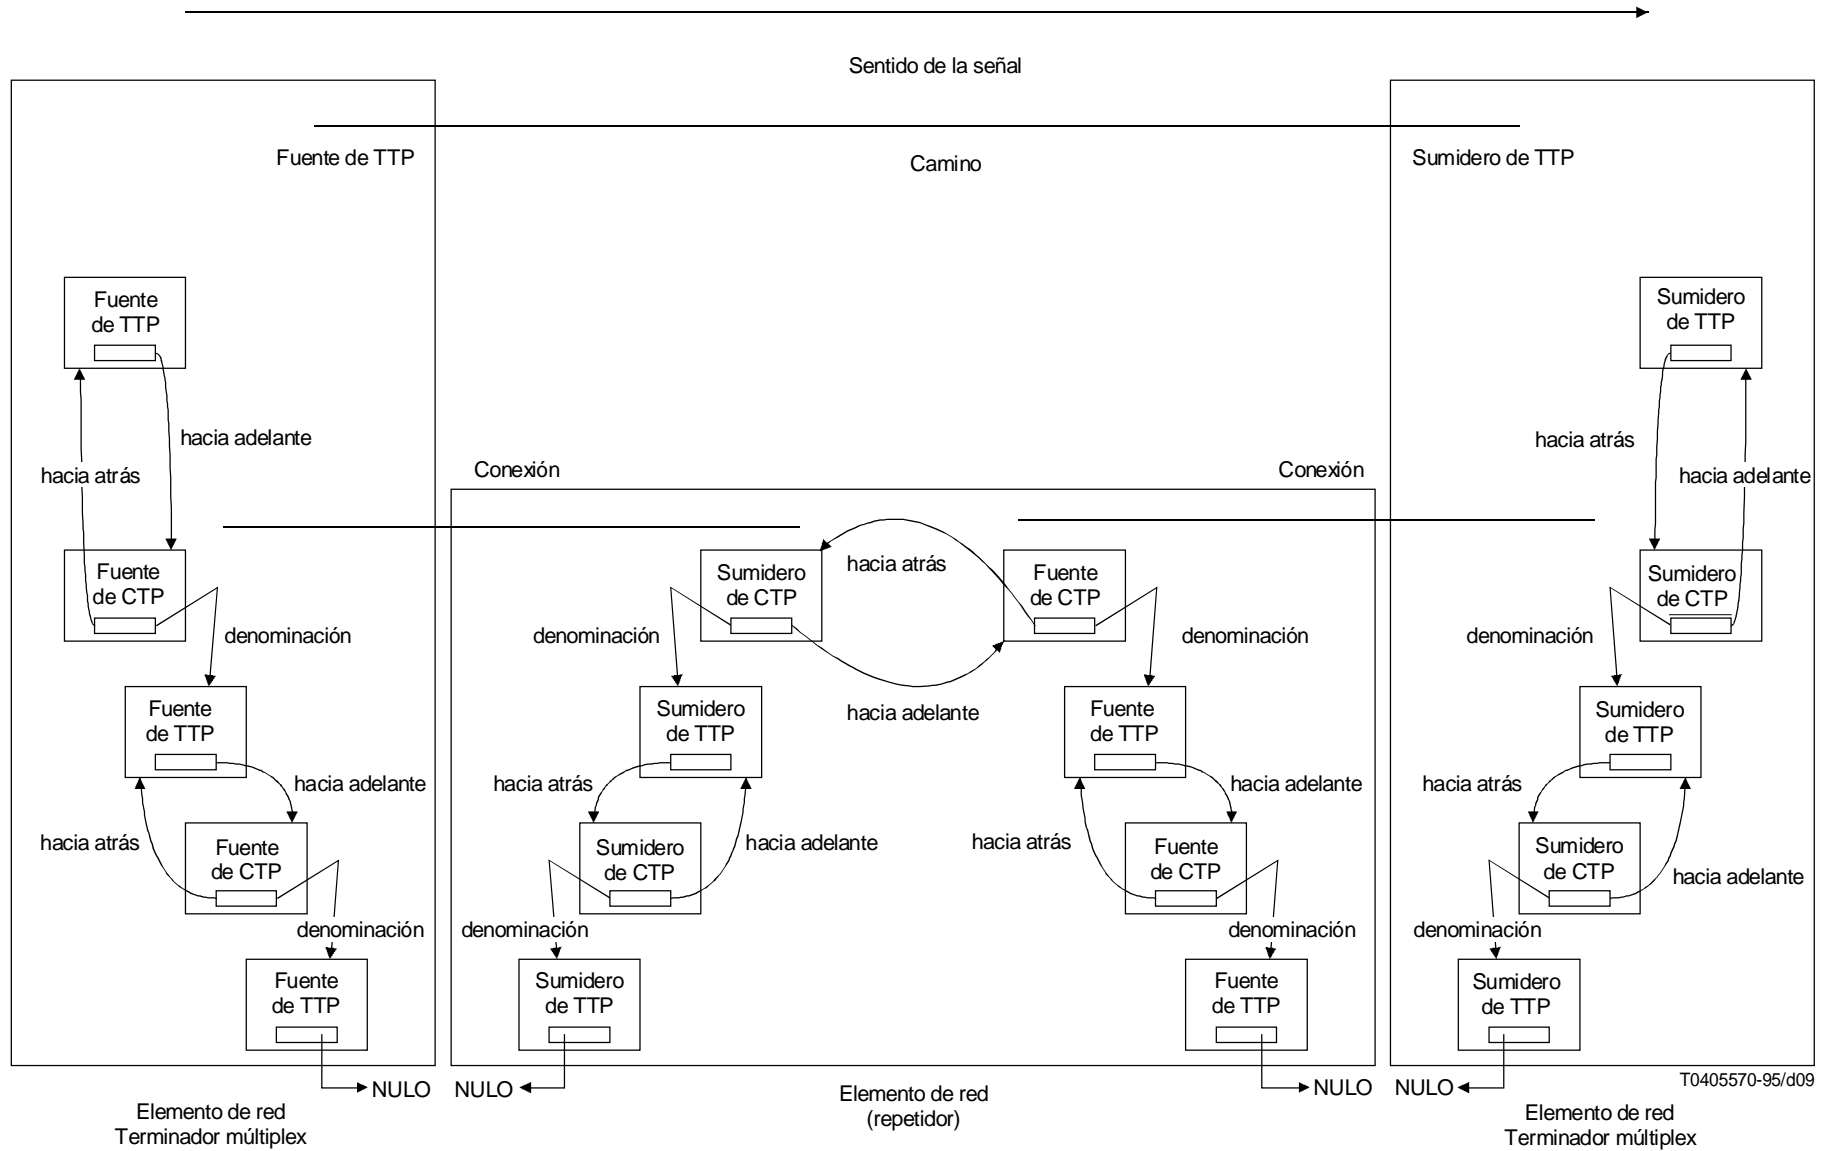 Sentido de la señal
Fuente de TTP
Camino
Sumidero de TTP
Fuente
de TTP
Sumidero
de TTP
hacia adelante
hacia atrás
hacia atrás
hacia adelante
Conexión
Conexión
Fuente
de CTP
Sumidero
de CTP
hacia atrás
Fuente
de CTP
Sumidero
de CTP
denominación
denominación
denominación
denominación
hacia adelante
Fuente
de TTP
Sumidero
de TTP
Fuente
de TTP
Sumidero
de TTP
hacia adelante
hacia atrás
hacia adelante
hacia atrás
hacia atrás
Fuente
de CTP
Sumidero
de CTP
hacia adelante
hacia atrás
Fuente
de CTP
Sumidero
de CTP
hacia adelante
denominación
denominación
denominación
denominación
Fuente
de TTP
Sumidero
de TTP
Fuente
de TTP
Sumidero
de TTP
NULO
NULO
NULO
NULO
T0405570-95/d09
Elemento de red
Terminador múltiplex
Elemento de red
(repetidor)
Elemento de red
Terminador múltiplex